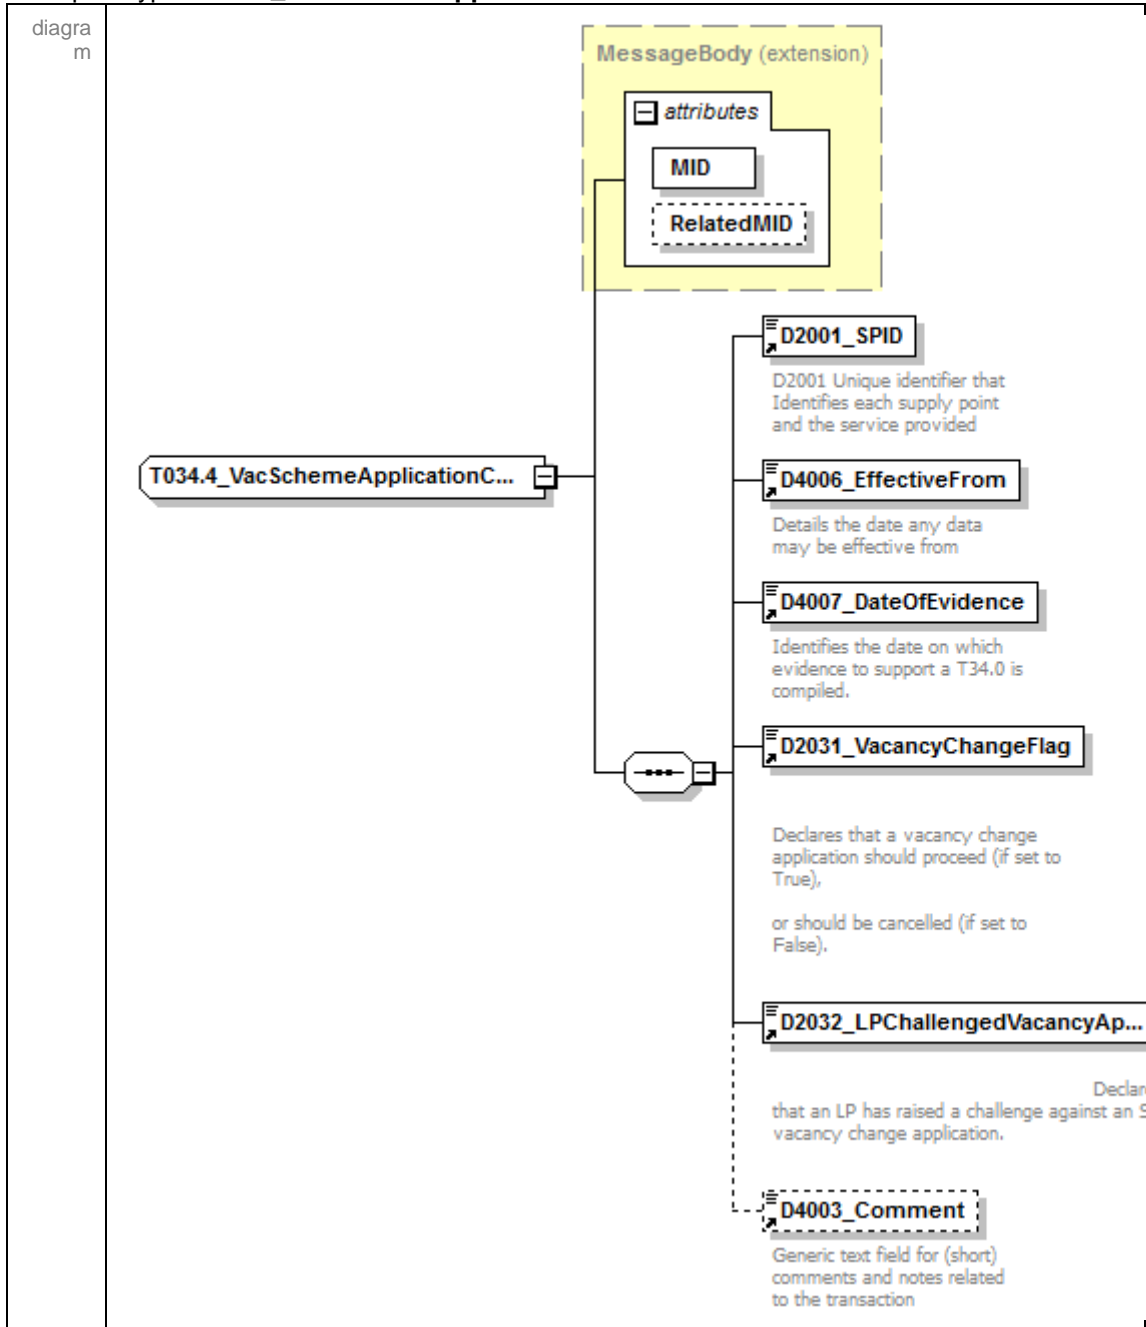 diagra
m
MessageBody (extension)
attributes
MID
RelatedMID
D2001_SPID
D2001 Unique identifier that
Identifies each supply point
and the service provided
T034.4_VacSchemeApplicationC...
D4006_EffectiveFrom
Details the date any data
may be effective from
D4007_DateOfEvidence
Identifies the date on which
evidence to support a T34.0 is
compiled.
D2031_VacancyChangeFlag
Declares that a vacancy change
application should proceed (if set to
True),
or should be cancelled (if set to
False).
D2032_LPChallengedVacancyAp...
Declar
that an LP has raised a challenge against an S
vacancy change application.
D4003_Comment
Generic text field for (short)
comments and notes related
to the transaction